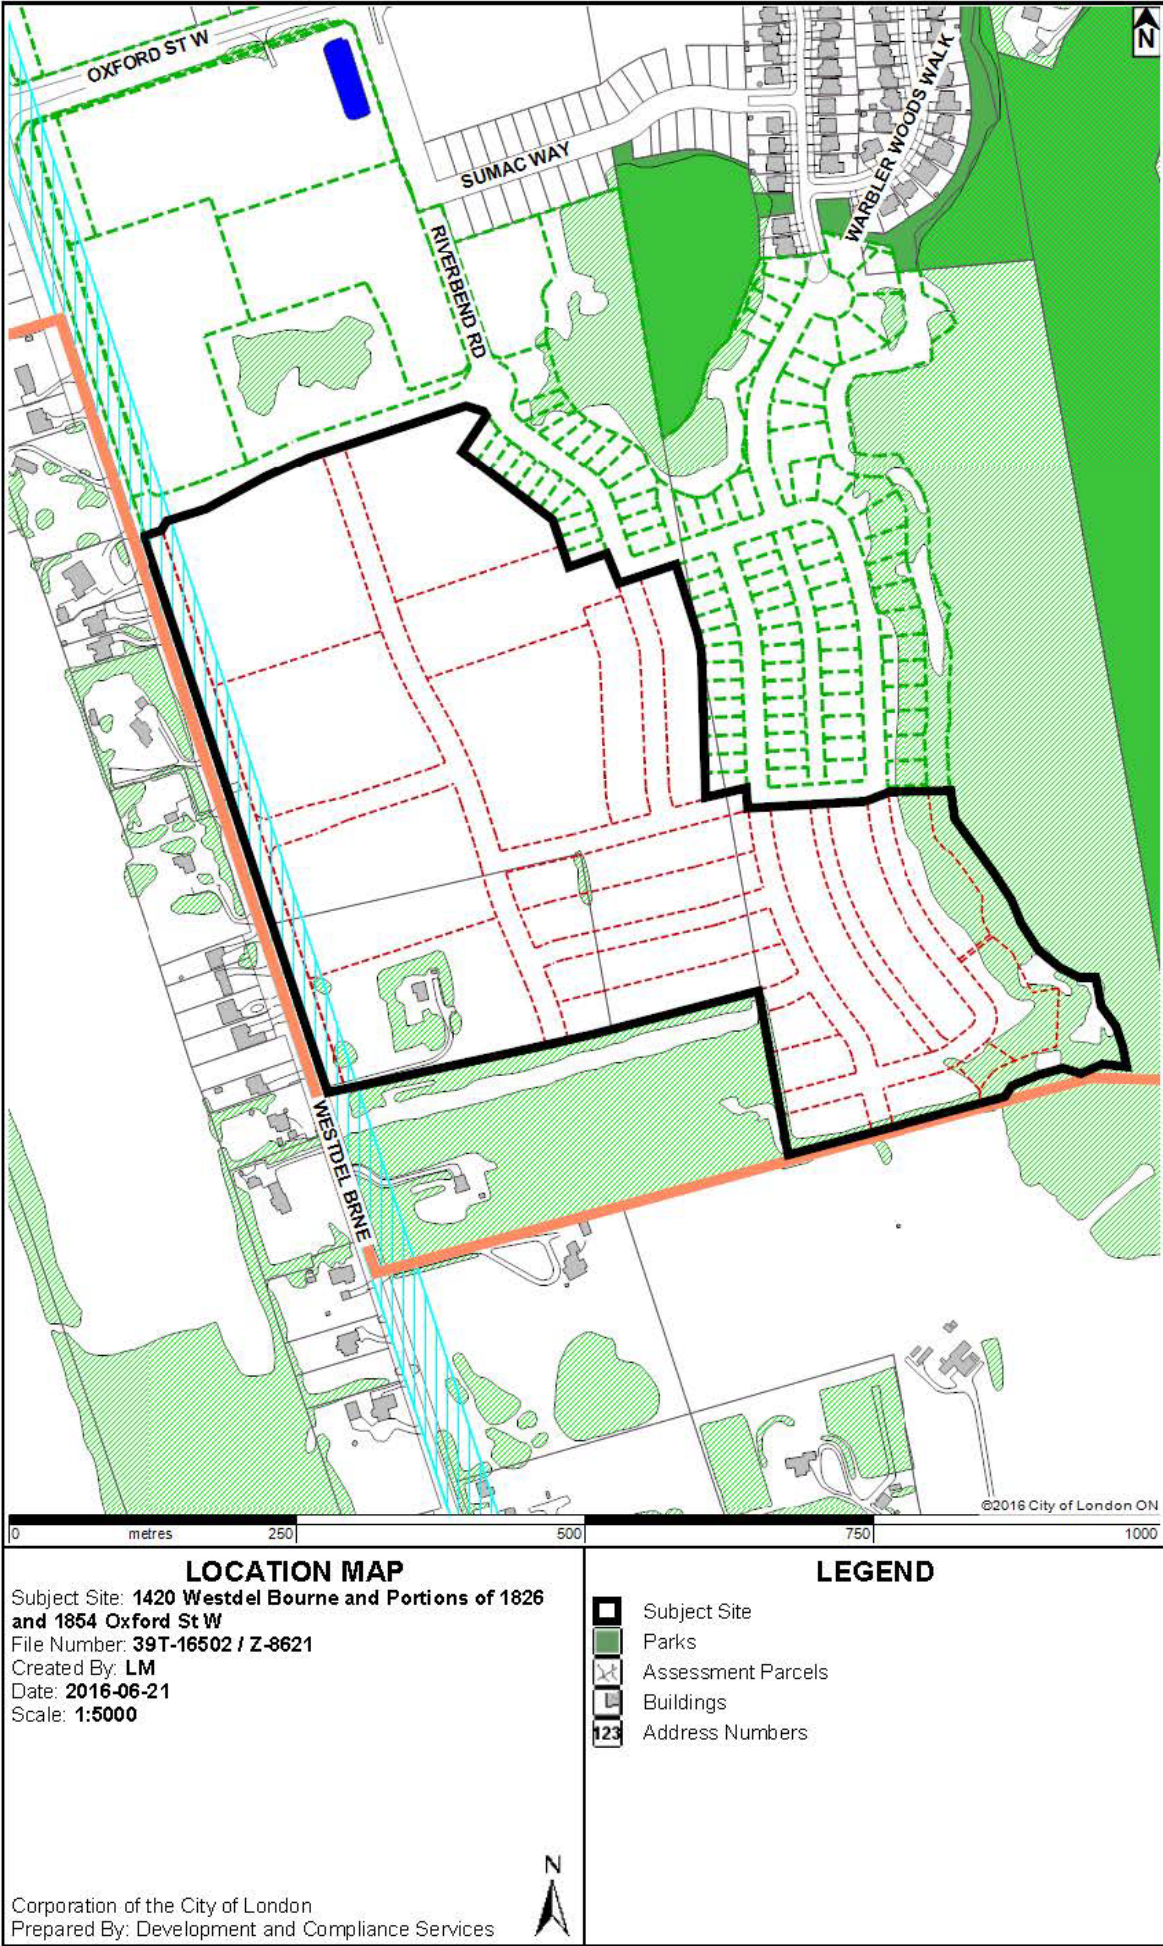 N
OXFORD ST W
SUMAC WAY
WARBLER WOODS WALK
RIVERBEND RD
WESTDEL BRNE
©2016 City of London ON
0 metres 250 500 750 1000
LOCATION MAP
Subject Site: 1420 Westdel Bourne and Portions of 1826
and 1854 Oxford St W
File Number: 39T-16502 / Z-8621
Created By: LM
Date: 2016-06-21
Scale: 1:5000
N
Corporation of the City of London
Prepared By: Development and Compliance Services
LEGEND
Subject Site
Parks
Assessment Parcels
Buildings
123 Address Numbers